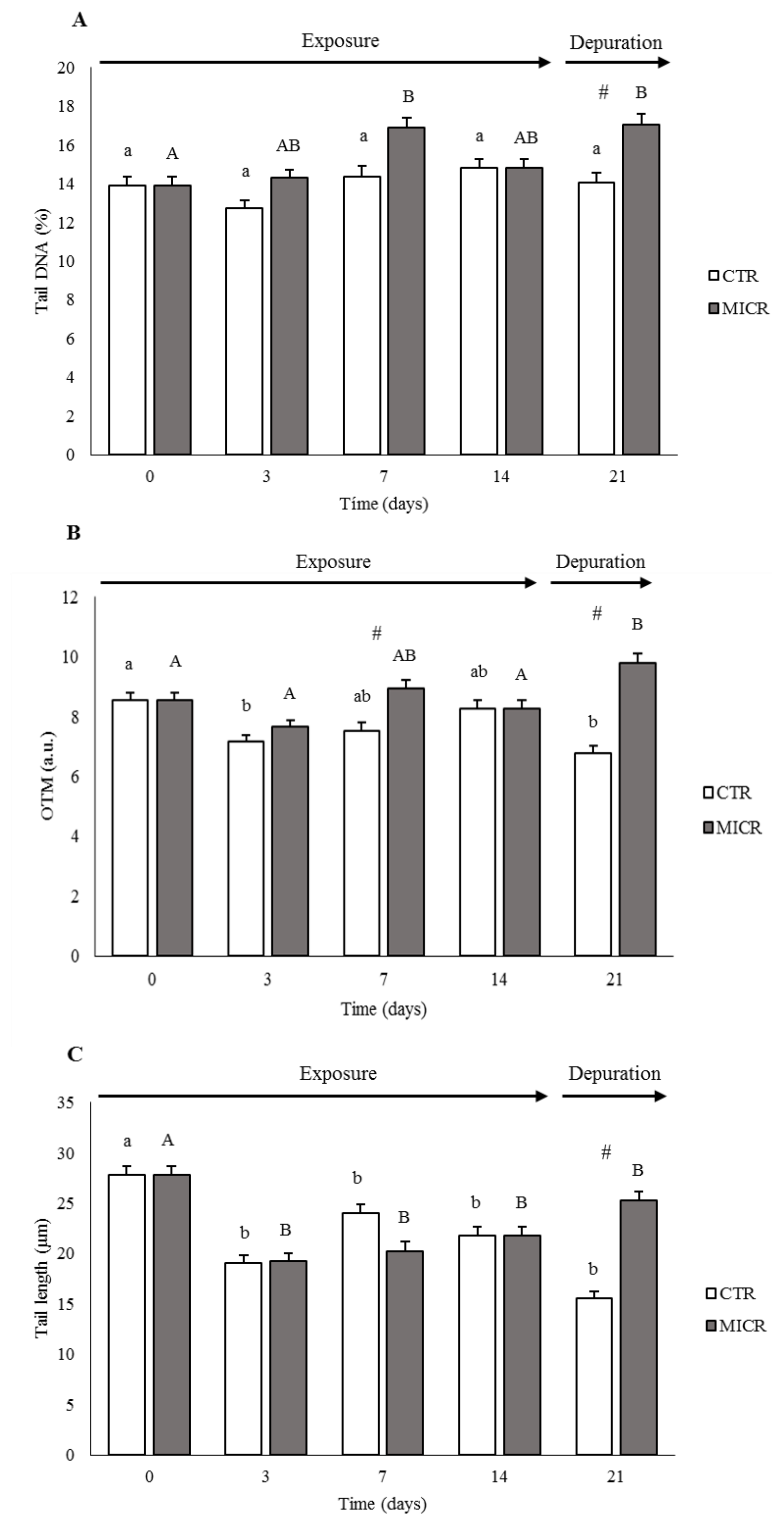 A
Exposure Depuration
Tail DNA (%)
20
18
16
14
12
10
8
6
4
2
0
a A a AB a B a AB # a B
0 3 7 14 21
Tíme (days)
CTR
MICR
B
Exposure Depuration
OTM (a.u.)
12
10
8
6
4
2
0
a A b A ab # AB ab A b # B
0 3 7 14 21
Time (days)
CTR
MICR
C
Exposure Depuration
Tail length (μm)
35
30
25
20
15
10
5
0
a A b B b B b B b # B
0 3 7 14 21
Time (days)
CTR
MICR